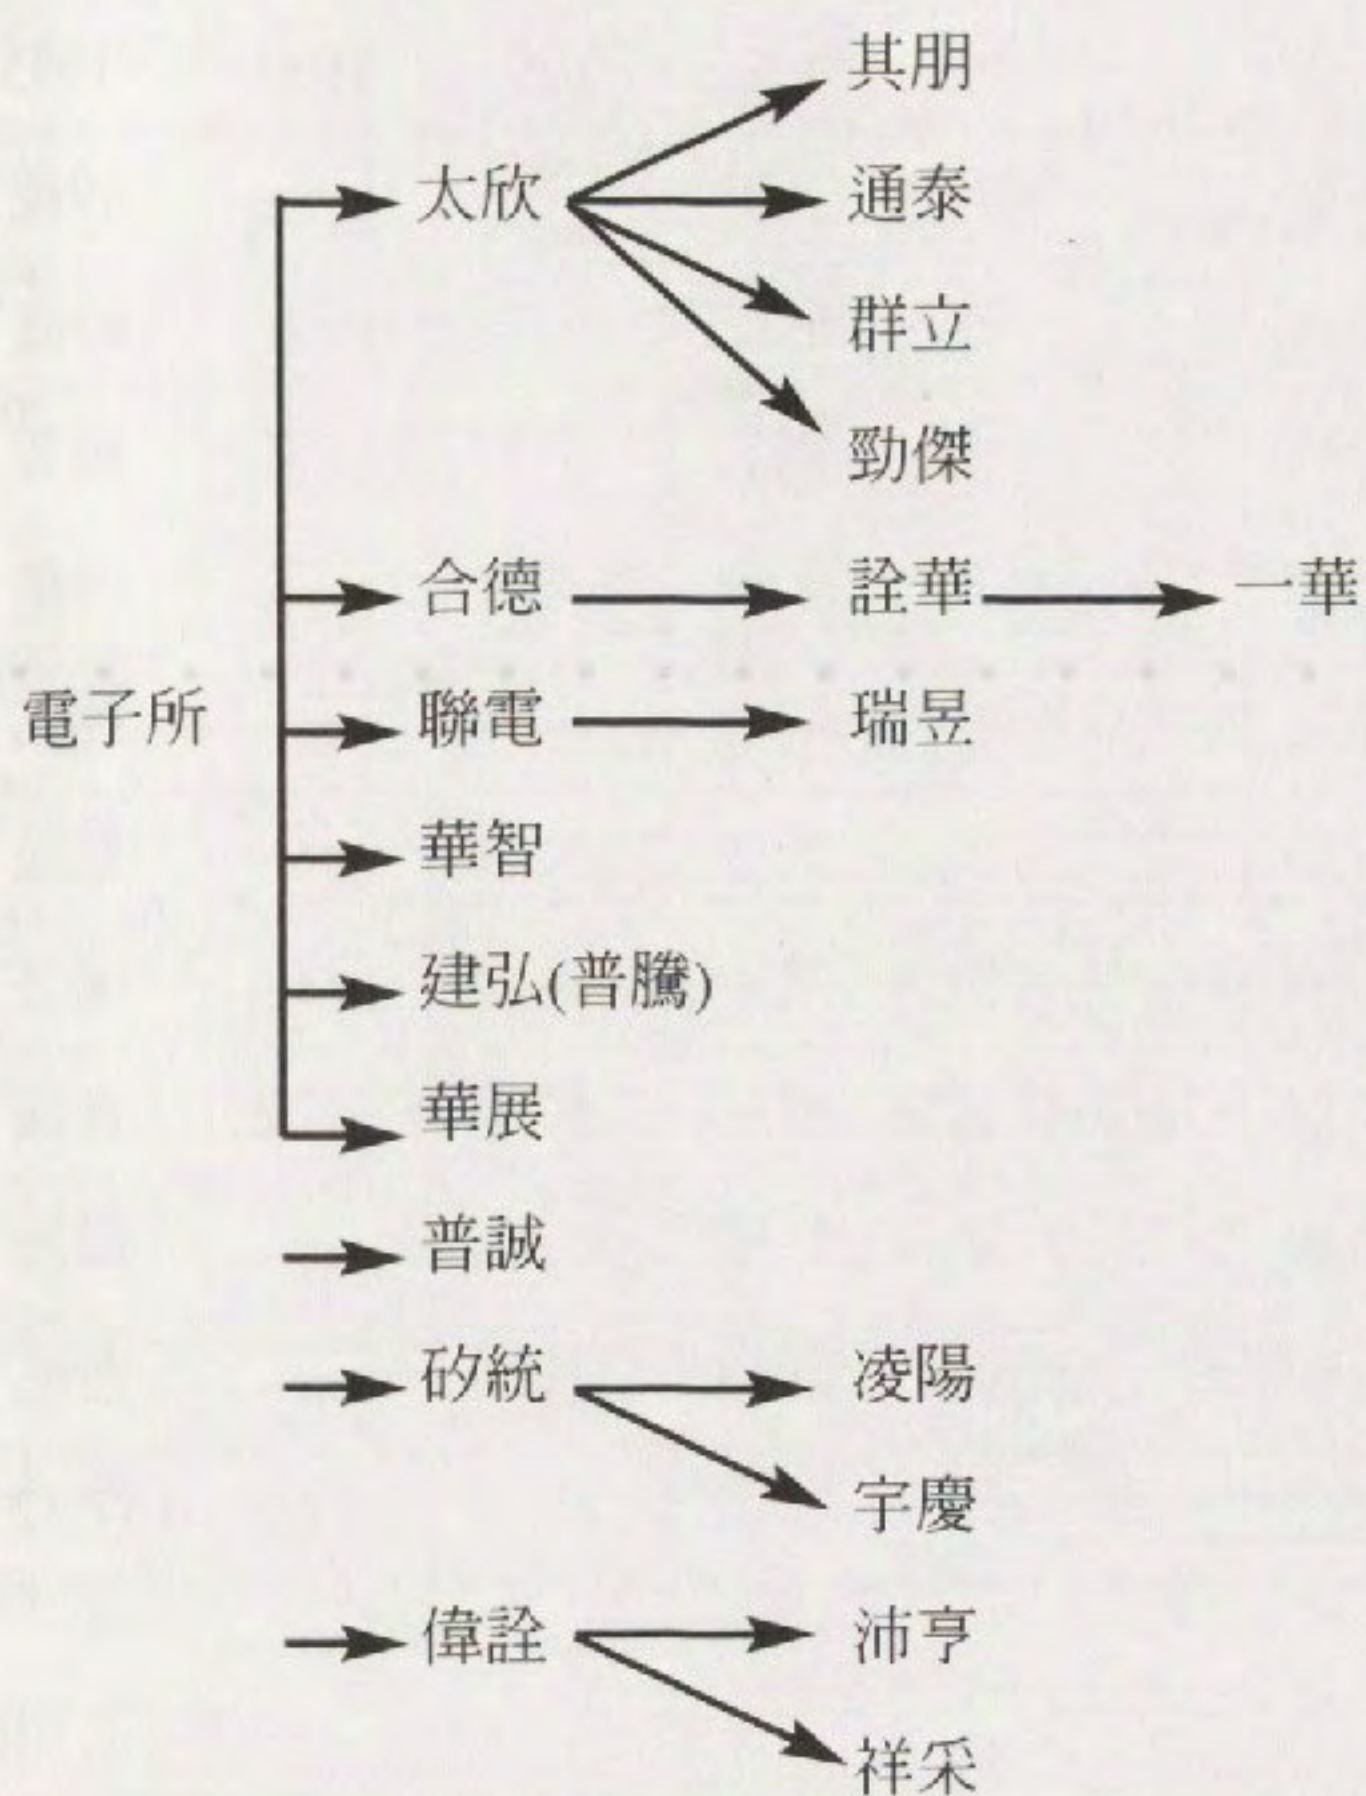 其朋
太欣 通泰
群立
勁傑
合德 詮華 一華
電子所 聯電 瑞昱
華智
建弘(普騰)
華展
普誠
矽統 凌陽
宇慶
偉詮 沛亨
祥采